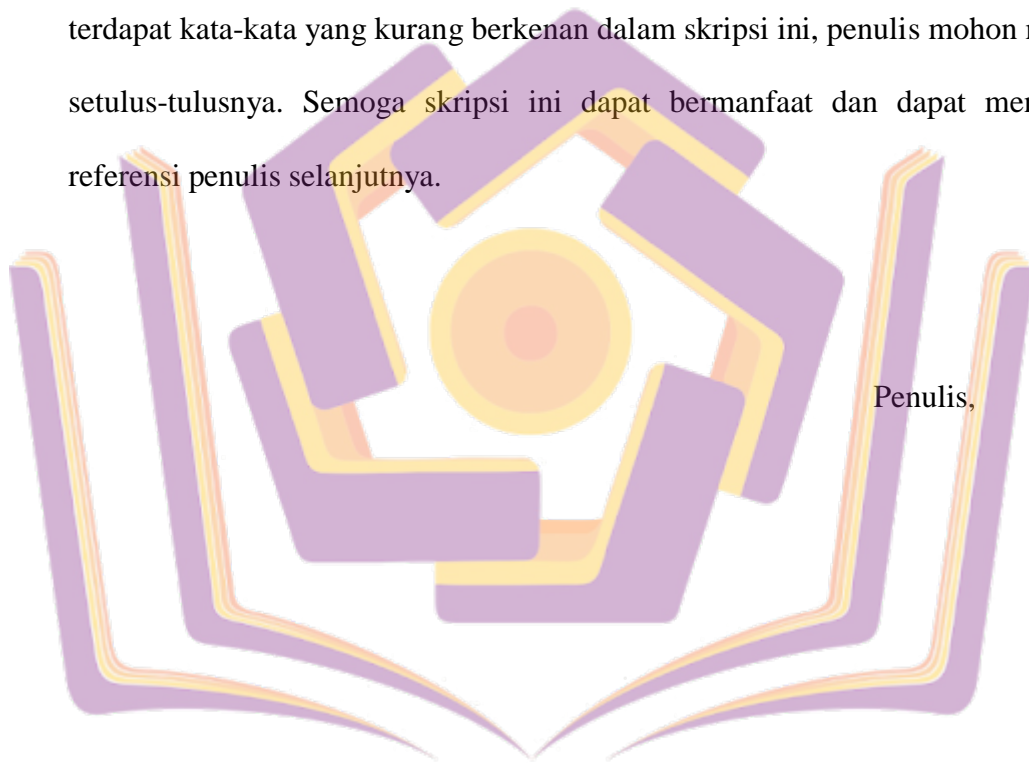 terdapat kata-kata yang kurang berkenan dalam skripsi ini, penulis mohon
setulus-tulusnya. Semoga skripsi ini dapat bermanfaat dan dapat
referensi penulis selanjutnya.
Penulis,